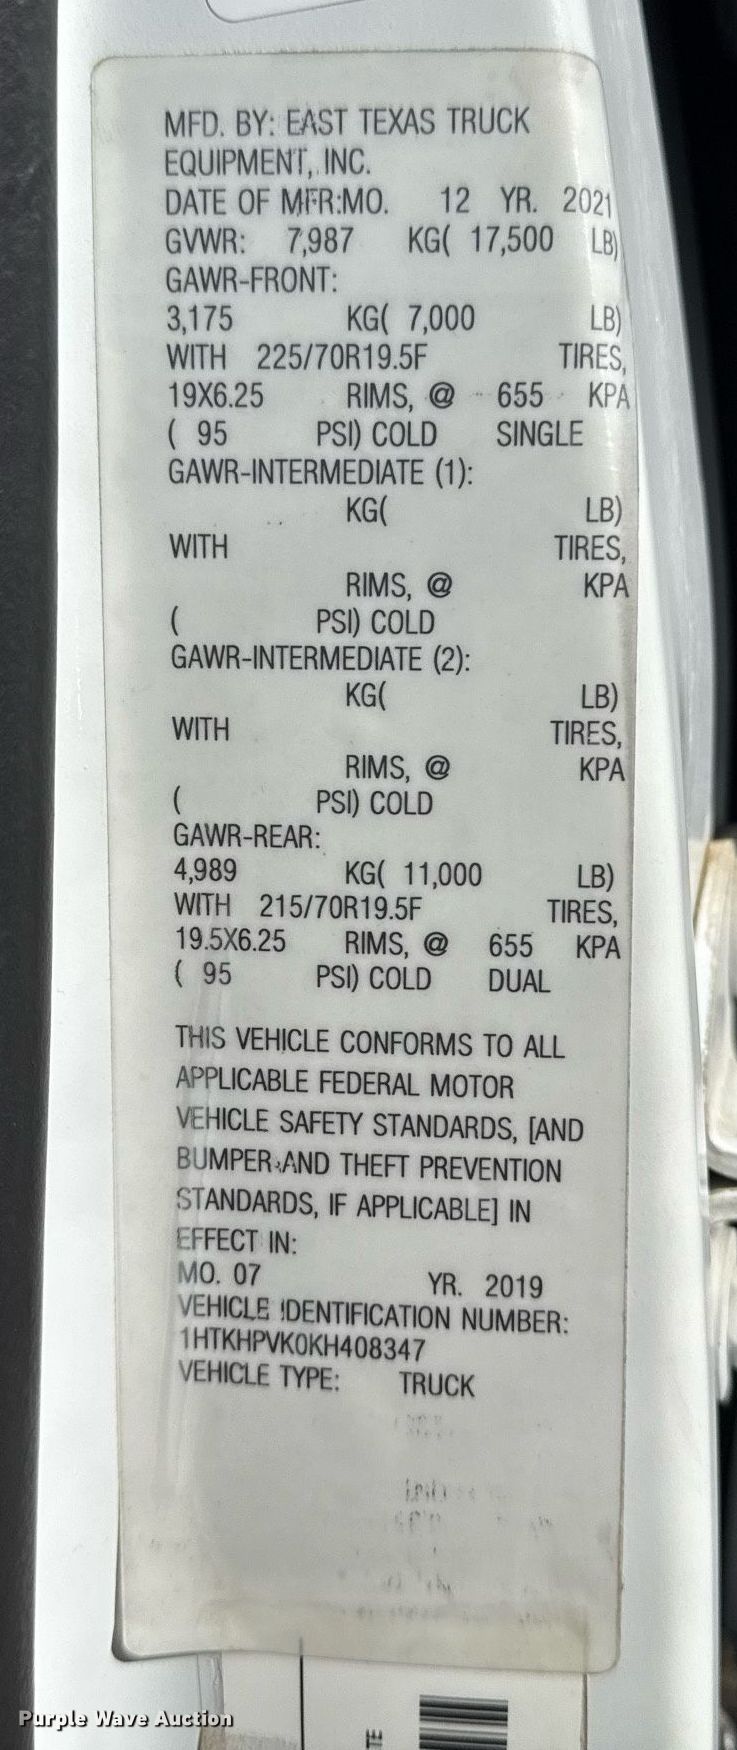 MFD. BY: EAST TEXAS TRUCK
EQUIPMENT, INC.
DATE OF MFR:MO. 12 YR. 2021
GVWR: 7,987 KG( 17,500 LB)
GAWR-FRONT:
3,175 KG( 7,000 LB)
WITH 225/70R19.5F TIRES,
19X6.25 RIMS, @ 655 KPA
( 95 PSI) COLD SINGLE
GAWR-INTERMEDIATE (1):
KG( LB)
WITH TIRES,
RIMS, @ KPA
( PSI) COLD
GAWR-INTERMEDIATE (2):
KG( LB)
WITH TIRES,
RIMS, @ KPA
( PSI) COLD
GAWR-REAR:
4,989 KG( 11,000 LB)
WITH 215/70R19.5F TIRES,
19.5X6.25 RIMS, @ 655 KPA
( 95 PSI) COLD DUAL
THIS VEHICLE CONFORMS TO ALL
APPLICABLE FEDERAL MOTOR
VEHICLE SAFETY STANDARDS, [AND
BUMPER AND THEFT PREVENTION
STANDARDS, IF APPLICABLE] IN
EFFECT IN:
MO. 07 YR. 2019
VEHICLE IDENTIFICATION NUMBER:
1HTKHPVK0KH408347
VEHICLE TYPE: TRUCK
TE
Purple Wave Auction